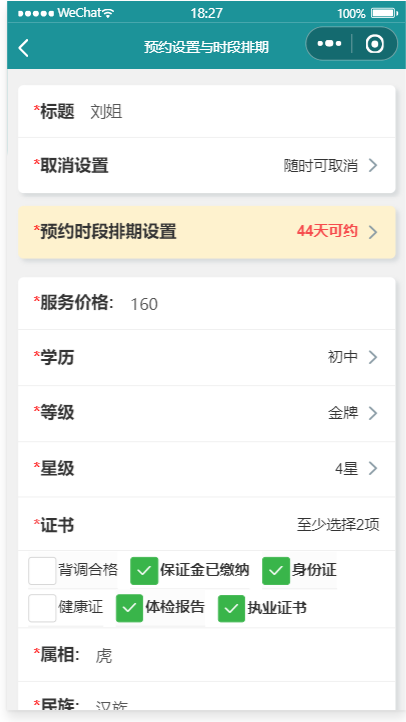 WeChat 18:27 100%
预约设置与时段排期
*标题 刘姐
*取消设置 随时可取消
*预约时段排期设置 44天可约
*服务价格: 160
*学历 初中
*等级 金牌
*星级 4星
*证书 至少选择2项
背调合格 保证金已缴纳 身份证
健康证 体检报告 执业证书
*属相: 虎
*民族: 汉族